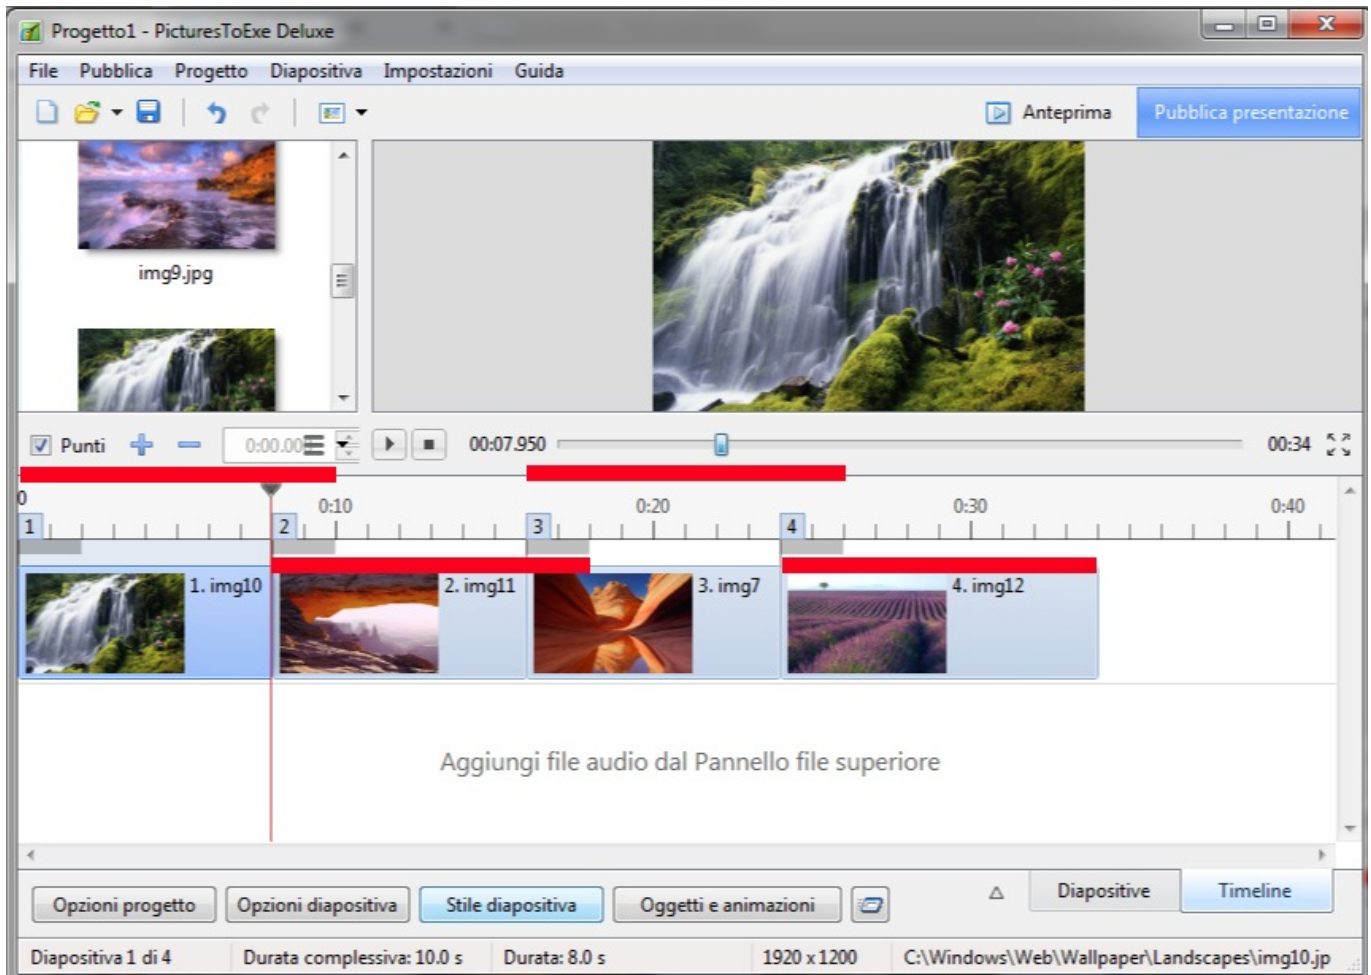 Progetto1 - PicturesToExe Deluxe
File Pubblica Progetto Diapositiva Impostazioni Guida
Anteprima Pubblica presentazione
img9.jpg
Punti 0:00.00 00:07.950 00:34
0 0:10 0:20 0:30 0:40
1 2 3 4
1. img10 2. img11 3. img7 4. img12
Aggiungi file audio dal Pannello file superiore
Opzioni progetto Opzioni diapositiva Stile diapositiva Oggetti e animazioni Diapositive Timeline
Diapositiva 1 di 4 Durata complessiva: 10.0 s Durata: 8.0 s 1920 x 1200 C:\Windows\Web\Wallpaper\Landscapes\img10.jp